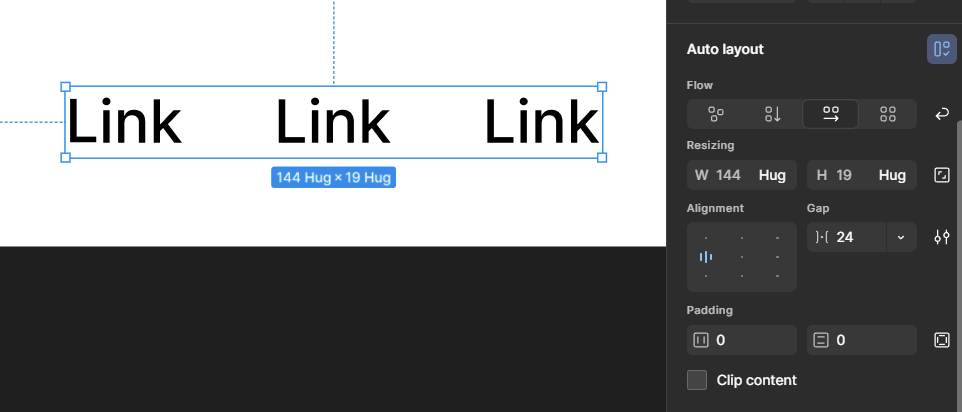 Link Link Link
144 Hug × 19 Hug
Auto layout
Flow
Resizing
W 144 Hug H 19 Hug
Alignment Gap
24
Padding
0 0
Clip content